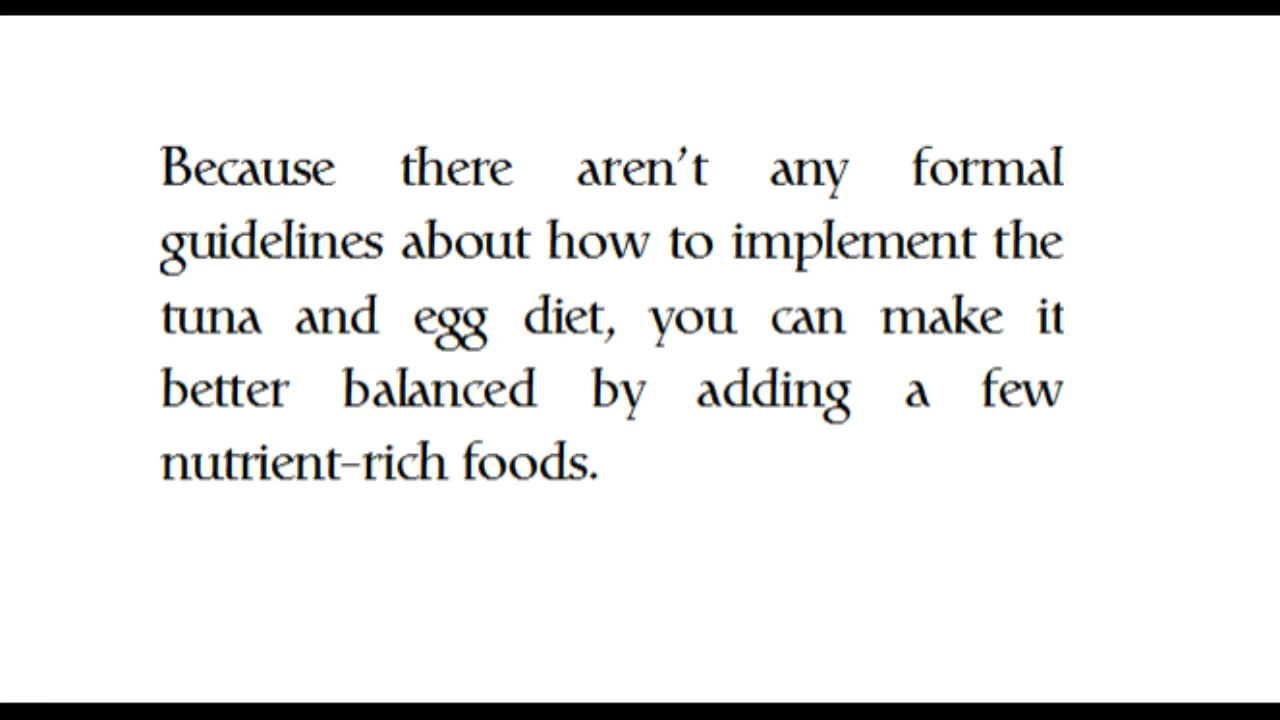 Because there aren’t any formal
guidelines about how to implement the
tuna and egg diet, you can make it
better balanced by adding a few
nutrient-rich foods.